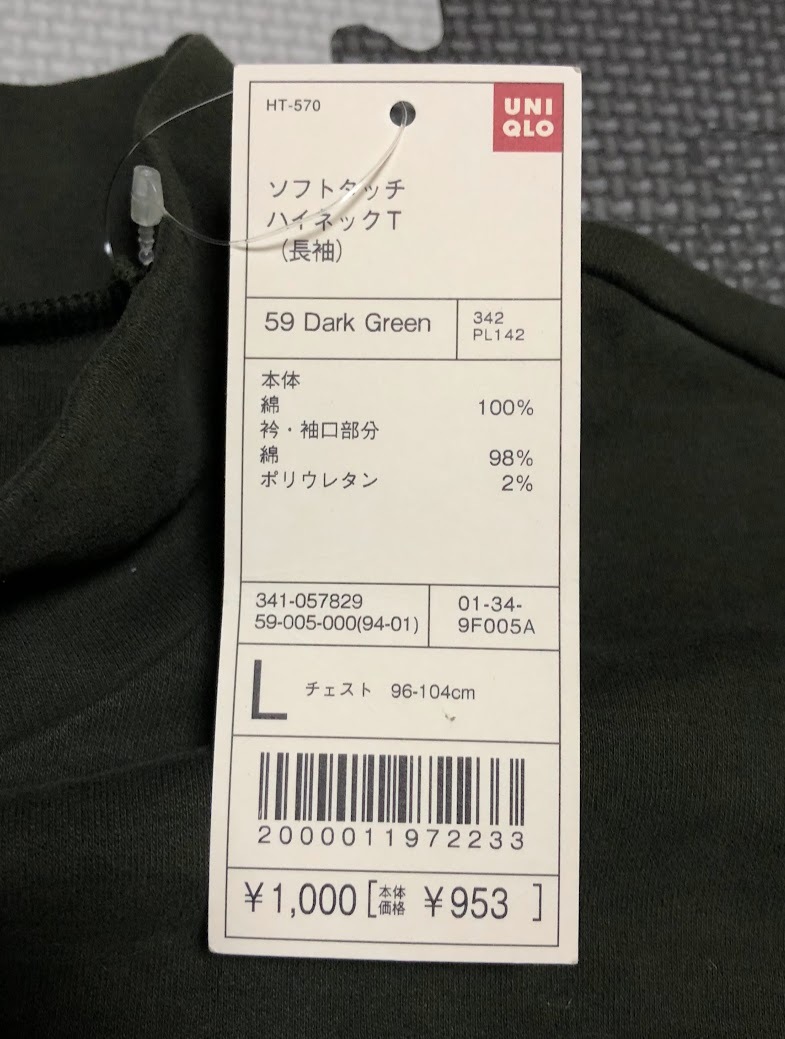 HT-570
UNI
QLO
ソフトタッチ
ハイネックT
(長袖)
59 Dark Green
342
PL142
本体
綿 100%
衿・袖口部分
綿 98%
ポリウレタン 2%
341-057829
59-005-000(94-01)
01-34-
9F005A
L チェスト 96-104cm
2000011972233
¥1,000 [本体価格 ¥953 ]